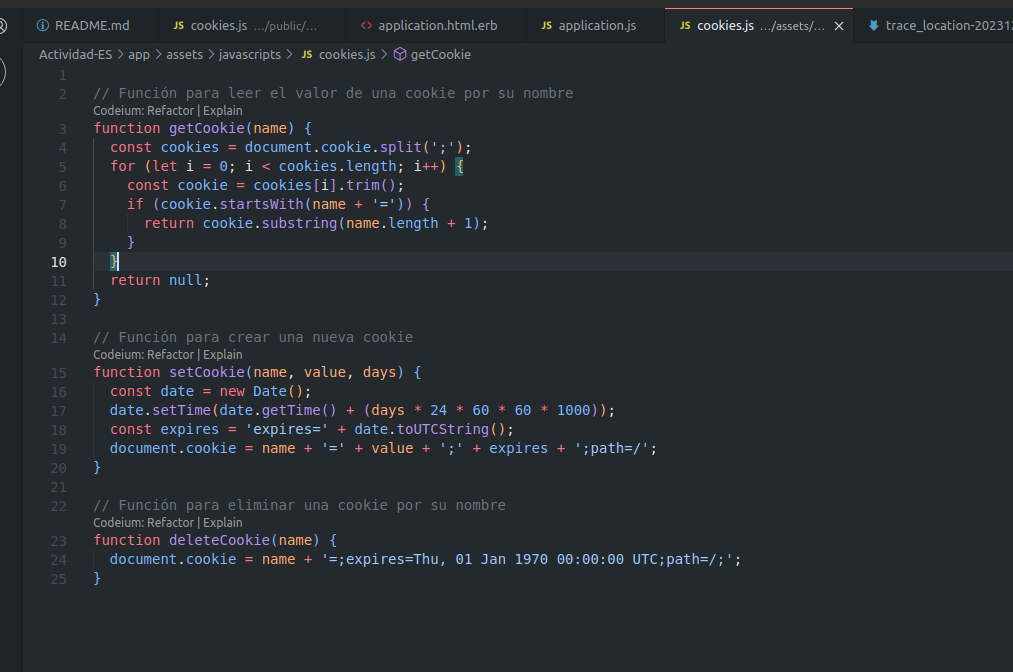 README.md
JS cookies.js .../public/...
<> application.html.erb
JS application.js
JS cookies.js .../assets/... ×
trace_location-20231
Actividad-ES > app > assets > javascripts > JS cookies.js > getCookie
1
2 // Función para leer el valor de una cookie por su nombre
Codeium: Refactor | Explain
3 function getCookie(name) {
4   const cookies = document.cookie.split(';');
5   for (let i = 0; i < cookies.length; i++) {
6     const cookie = cookies[i].trim();
7     if (cookie.startsWith(name + '=')) {
8       return cookie.substring(name.length + 1);
9     }
10   }
11   return null;
12 }
13
14 // Función para crear una nueva cookie
Codeium: Refactor | Explain
15 function setCookie(name, value, days) {
16   const date = new Date();
17   date.setTime(date.getTime() + (days * 24 * 60 * 60 * 1000));
18   const expires = 'expires=' + date.toUTCString();
19   document.cookie = name + '=' + value + ';' + expires + ';path=/';
20 }
21
22 // Función para eliminar una cookie por su nombre
Codeium: Refactor | Explain
23 function deleteCookie(name) {
24   document.cookie = name + '=;expires=Thu, 01 Jan 1970 00:00:00 UTC;path=/;';
25 }